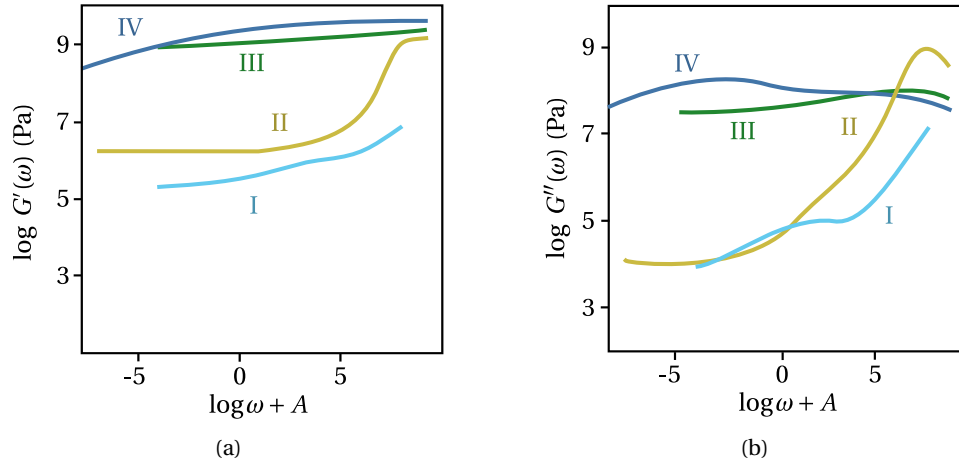 IV
III
II
I
9
7
5
3
-5 0 5
log G′(ω) (Pa)
log ω + A
(a)
IV
III
II
I
9
7
5
3
-5 0 5
log G″(ω) (Pa)
log ω + A
(b)